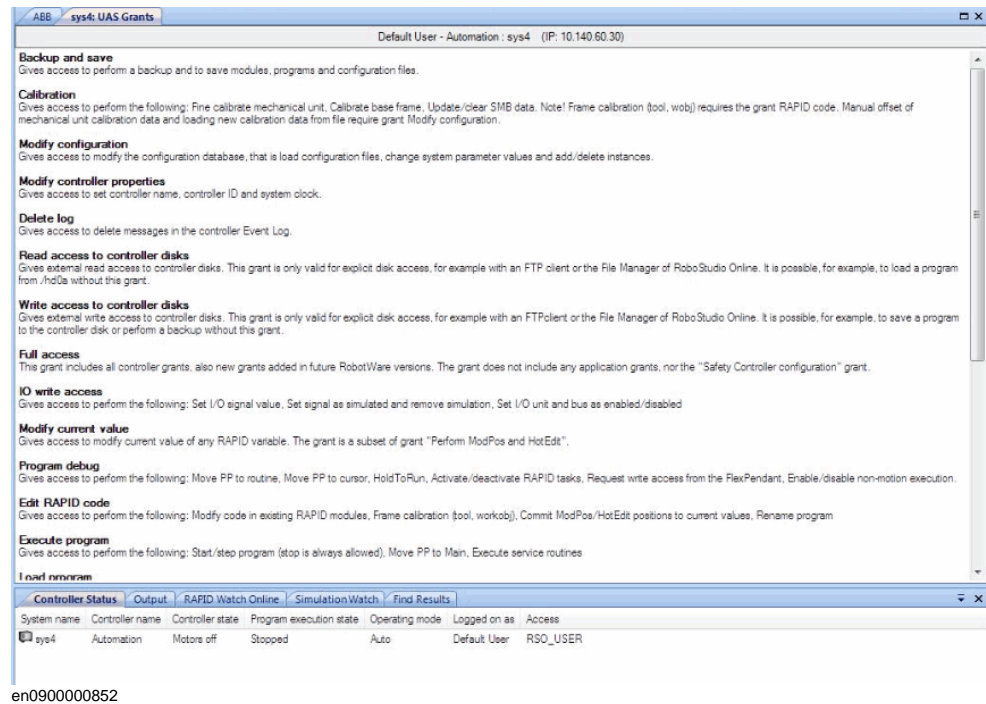 ABB sys4: UAS Grants
Default User - Automation : sys4 (IP: 10.140.60.30)
Backup and save
Gives access to perform a backup and to save modules, programs and configuration files.
Calibration
Gives access to perform the following: Fine calibrate mechanical unit, Calibrate base frame, Update/clear SMB data. Note! Frame calibration (tool, wobj) requires the grant RAPID code. Manual offset of
mechanical unit calibration data and loading new calibration data from file require grant Modify configuration.
Modify configuration
Gives access to modify the configuration database, that is load configuration files, change system parameter values and add/delete instances.
Modify controller properties
Gives access to set controller name, controller ID and system clock.
Delete log
Gives access to delete messages in the controller Event Log.
Read access to controller disks
Gives external read access to controller disks. This grant is only valid for explicit disk access, for example with an FTP client or the File Manager of RoboStudio Online. It is possible, for example, to load a program
from /hd0a without this grant.
Write access to controller disks
Gives external write access to controller disks. This grant is only valid for explicit disk access, for example with an FTPclient or the File Manager of RoboStudio Online. It is possible, for example, to save a program
to the controller disk or perform a backup without this grant.
Full access
This grant includes all controller grants, also new grants added in future RobotWare versions. The grant does not include any application grants, nor the "Safety Controller configuration" grant.
IO write access
Gives access to perform the following: Set I/O signal value, Set signal as simulated and remove simulation, Set I/O unit and bus as enabled/disabled
Modify current value
Gives access to modify current value of any RAPID variable. The grant is a subset of grant "Perform ModPos and HotEdit".
Program debug
Gives access to perform the following: Move PP to routine, Move PP to cursor, HoldToRun, Activate/deactivate RAPID tasks, Request write access from the FlexPendant, Enable/disable non-motion execution.
Edit RAPID code
Gives access to perform the following: Modify code in existing RAPID modules, Frame calibration (tool, workobj), Commit ModPos/HotEdit positions to current values, Rename program
Execute program
Gives access to perform the following: Start/step program (stop is always allowed), Move PP to Main, Execute service routines
Load program
Controller Status Output RAPID Watch Online Simulation Watch Find Results
System name Controller name Controller state Program execution state Operating mode Logged on as Access
sys4 Automation Motors off Stopped Auto Default User RSO_USER
en0900000852